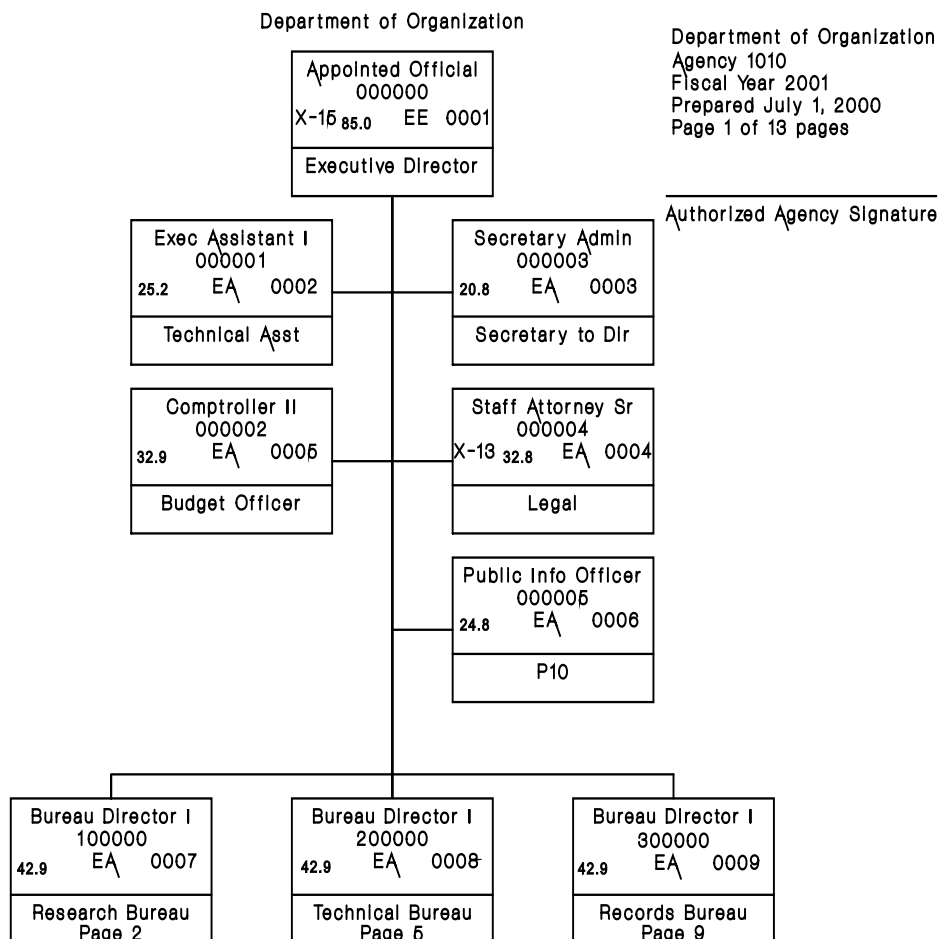 Department of Organization
Department of Organization
Agency 1010
Fiscal Year 2001
Prepared July 1, 2000
Page 1 of 13 pages
Authorized Agency Signature
Appointed Official
000000
X-15 85.0 EE 0001
Executive Director
Exec Assistant I
000001
25.2 EA 0002
Technical Asst
Secretary Admin
000003
20.8 EA 0003
Secretary to Dir
Comptroller II
000002
32.9 EA 0005
Budget Officer
Staff Attorney Sr
000004
X-13 32.8 EA 0004
Legal
Public Info Officer
000005
24.8 EA 0006
P10
Bureau Director I
100000
42.9 EA 0007
Research Bureau
Page 2
Bureau Director I
200000
42.9 EA 0008
Technical Bureau
Page 5
Bureau Director I
300000
42.9 EA 0009
Records Bureau
Page 9